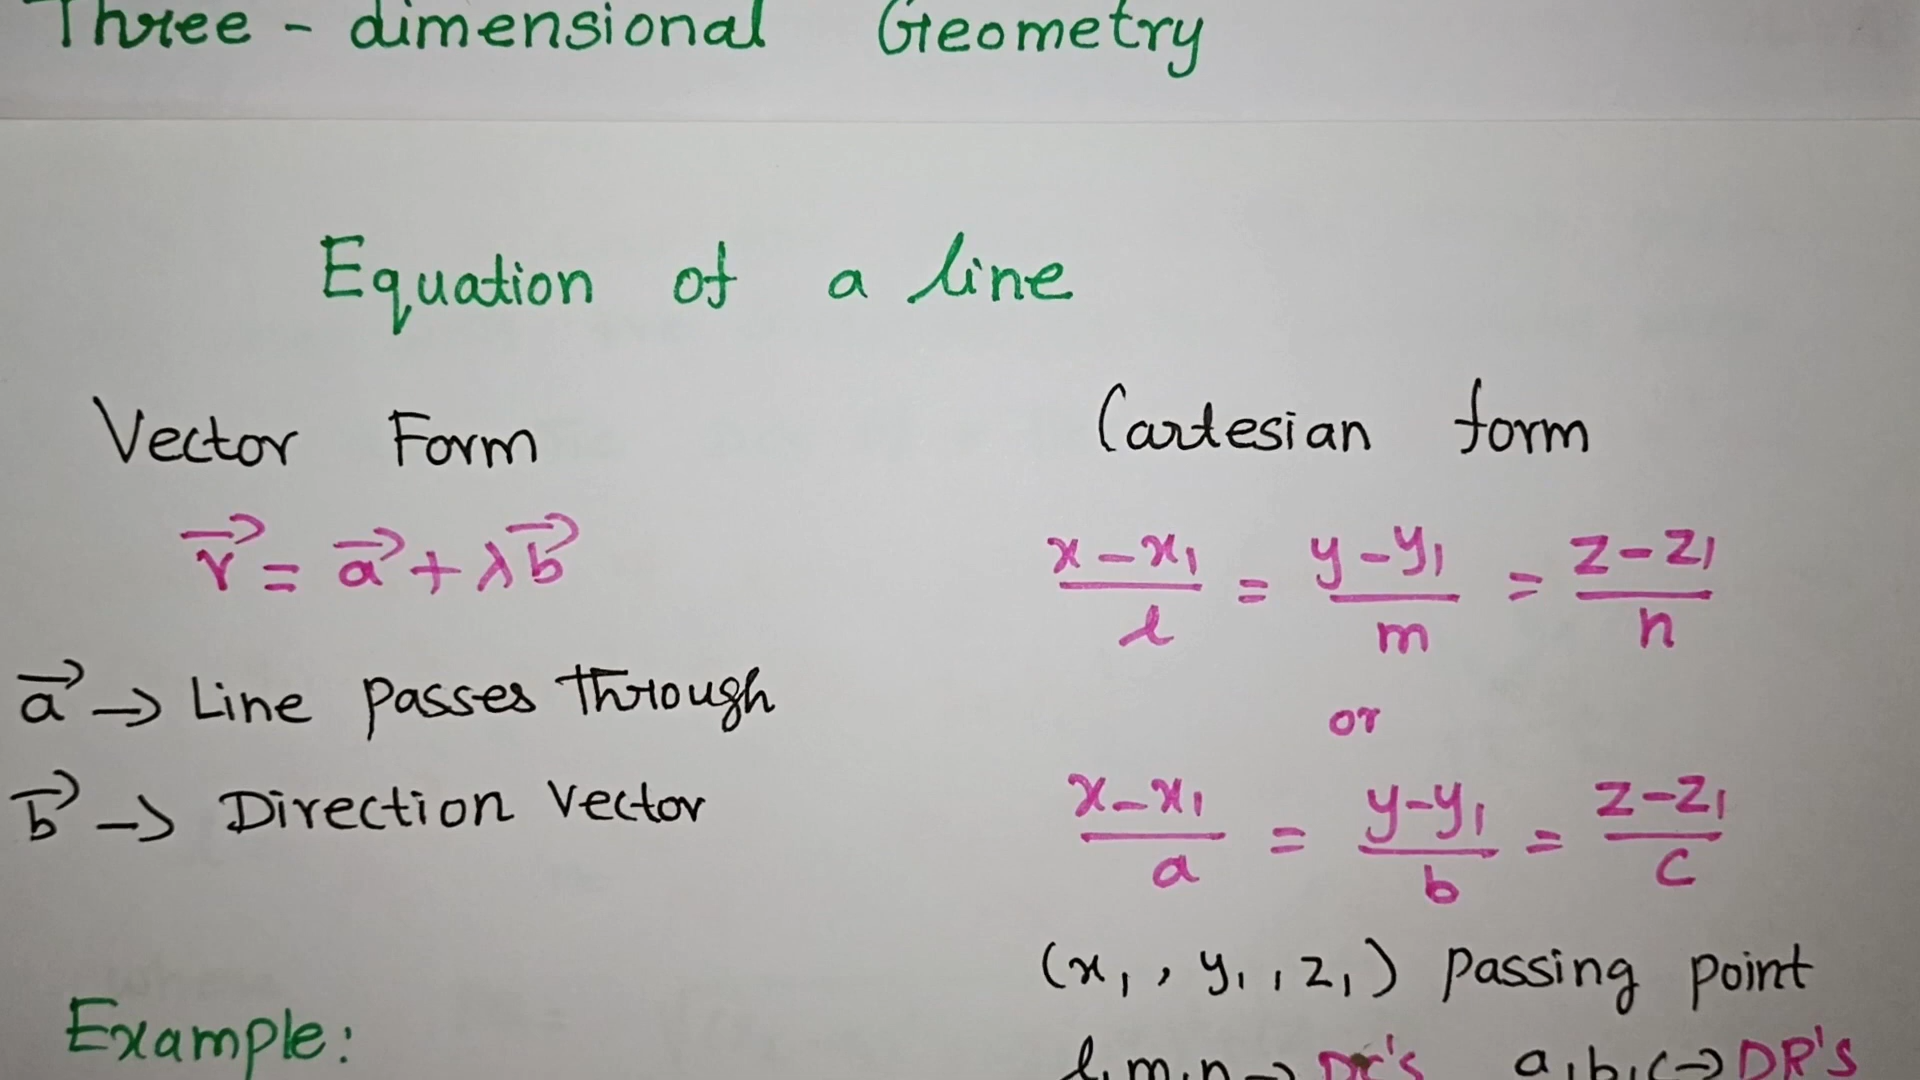 Three - dimensional Geometry
Equation of a line
Vector Form
r⃗ = a⃗ + λb⃗
a⃗ → Line passes through
b⃗ → Direction Vector
Example:
Cartesian form
x - x₁ / l = y - y₁ / m = z - z₁ / n
or
x - x₁ / a = y - y₁ / b = z - z₁ / c
(x₁, y₁, z₁) passing point
l, m, n → a, b, c → DR's